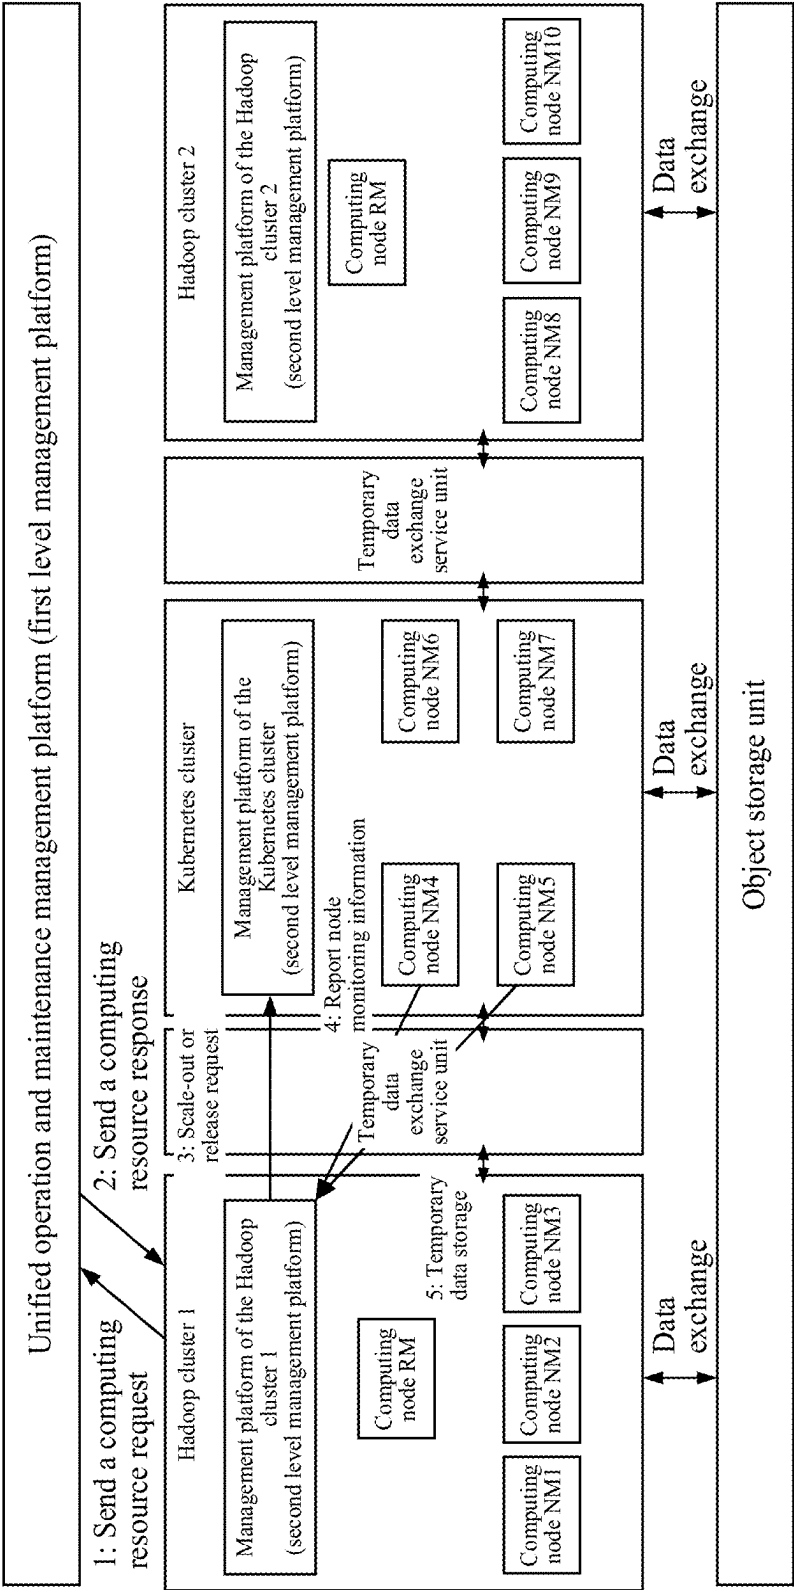 Unified operation and maintenance management platform (first level management platform)
1: Send a computing
resource request
2: Send a computing
resource response
Hadoop cluster 1
Management platform of the Hadoop
cluster 1
(second level management platform)
Computing
node RM
5: Temporary
data storage
Computing
node NM1
Computing
node NM2
Computing
node NM3
3: Scale-out or
release request
Temporary
data
exchange
service unit
4: Report node
monitoring information
Kubernetes cluster
Management platform of the
Kubernetes cluster
(second level management platform)
Computing
node NM4
Computing
node NM6
Computing
node NM5
Computing
node NM7
Temporary
data
exchange
service unit
Hadoop cluster 2
Management platform of the Hadoop
cluster 2
(second level management platform)
Computing
node RM
Computing
node NM8
Computing
node NM9
Computing
node NM10
Data
exchange
Data
exchange
Data
exchange
Object storage unit